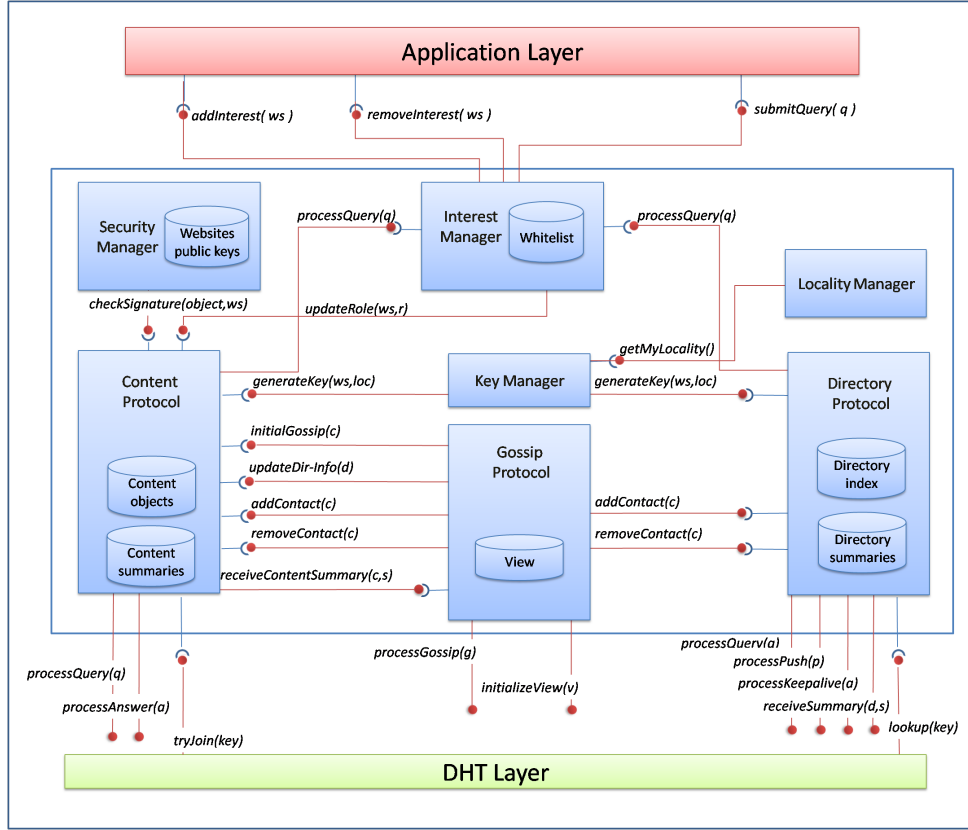 Application Layer
addInterest( ws )
removeInterest( ws )
submitQuery( q )
Security
Manager
Websites
public keys
processQuery(q)
Interest
Manager
Whitelist
processQuery(q)
Locality Manager
checkSignature(object,ws)
updateRole(ws,r)
getMyLocality()
Content
Protocol
generateKey(ws,loc)
Key Manager
generateKey(ws,loc)
Directory
Protocol
initialGossip(c)
updateDir-Info(d)
addContact(c)
removeContact(c)
receiveContentSummary(c,s)
Content
objects
Content
summaries
Gossip
Protocol
View
addContact(c)
removeContact(c)
Directory
index
Directory
summaries
processQuery(q)
processAnswer(a)
tryJoin(key)
processGossip(g)
initializeView(v)
processQuery(q)
processPush(p)
processKeepalive(a)
receiveSummary(d,s)
lookup(key)
DHT Layer